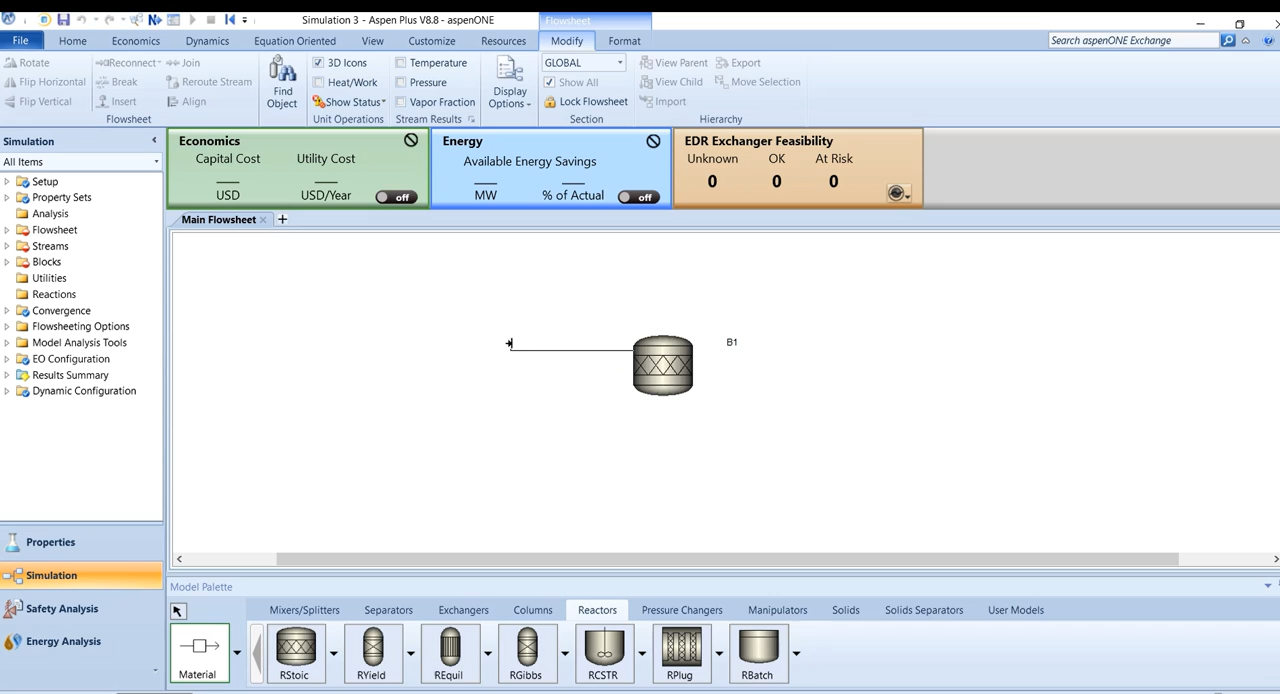 Simulation 3 - Aspen Plus V8.8 - aspenONE
Flowsheet
File Home Economics Dynamics Equation Oriented View Customize Resources Modify Format Search aspenONE Exchange
Rotate Reconnect Join
Flip Horizontal Break Reroute Stream
Flip Vertical Insert Align
Flowsheet
Find Object
3D Icons
Heat/Work
Show Status
Unit Operations
Temperature
Pressure
Vapor Fraction
Stream Results
Display Options
GLOBAL
Show All
Lock Flowsheet
Section
View Parent Export
View Child Move Selection
Import
Hierarchy
Simulation
All Items
Setup
Property Sets
Analysis
Flowsheet
Streams
Blocks
Utilities
Reactions
Convergence
Flowsheeting Options
Model Analysis Tools
EO Configuration
Results Summary
Dynamic Configuration
Properties
Simulation
Safety Analysis
Energy Analysis
Economics
Capital Cost Utility Cost
USD USD/Year off
Energy
Available Energy Savings
MW % of Actual off
EDR Exchanger Feasibility
Unknown OK At Risk
0 0 0
Main Flowsheet
B1
Model Palette
Mixers/Splitters Separators Exchangers Columns Reactors Pressure Changers Manipulators Solids Solids Separators User Models
Material RStoic RYield REquil RGibbs RCSTR RPlug RBatch